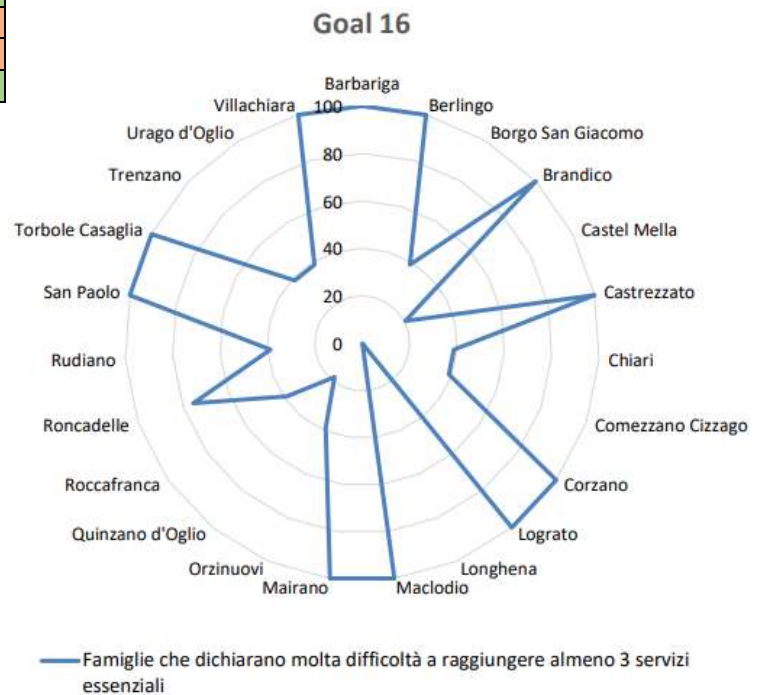 Goal 16
Barbariga
Berlingo
Borgo San Giacomo
Brandico
Castel Mella
Castrezzato
Chiari
Comezzano Cizzago
Corzano
Lograto
Longhena
Maclodio
Mairano
Orzinuovi
Quinzano d'Oglio
Roccafranca
Roncadelle
Rudiano
San Paolo
Torbole Casaglia
Trenzano
Urago d'Oglio
Villachiara
100
80
60
40
20
0
Famiglie che dichiarano molta difficoltà a raggiungere almeno 3 servizi
essenziali